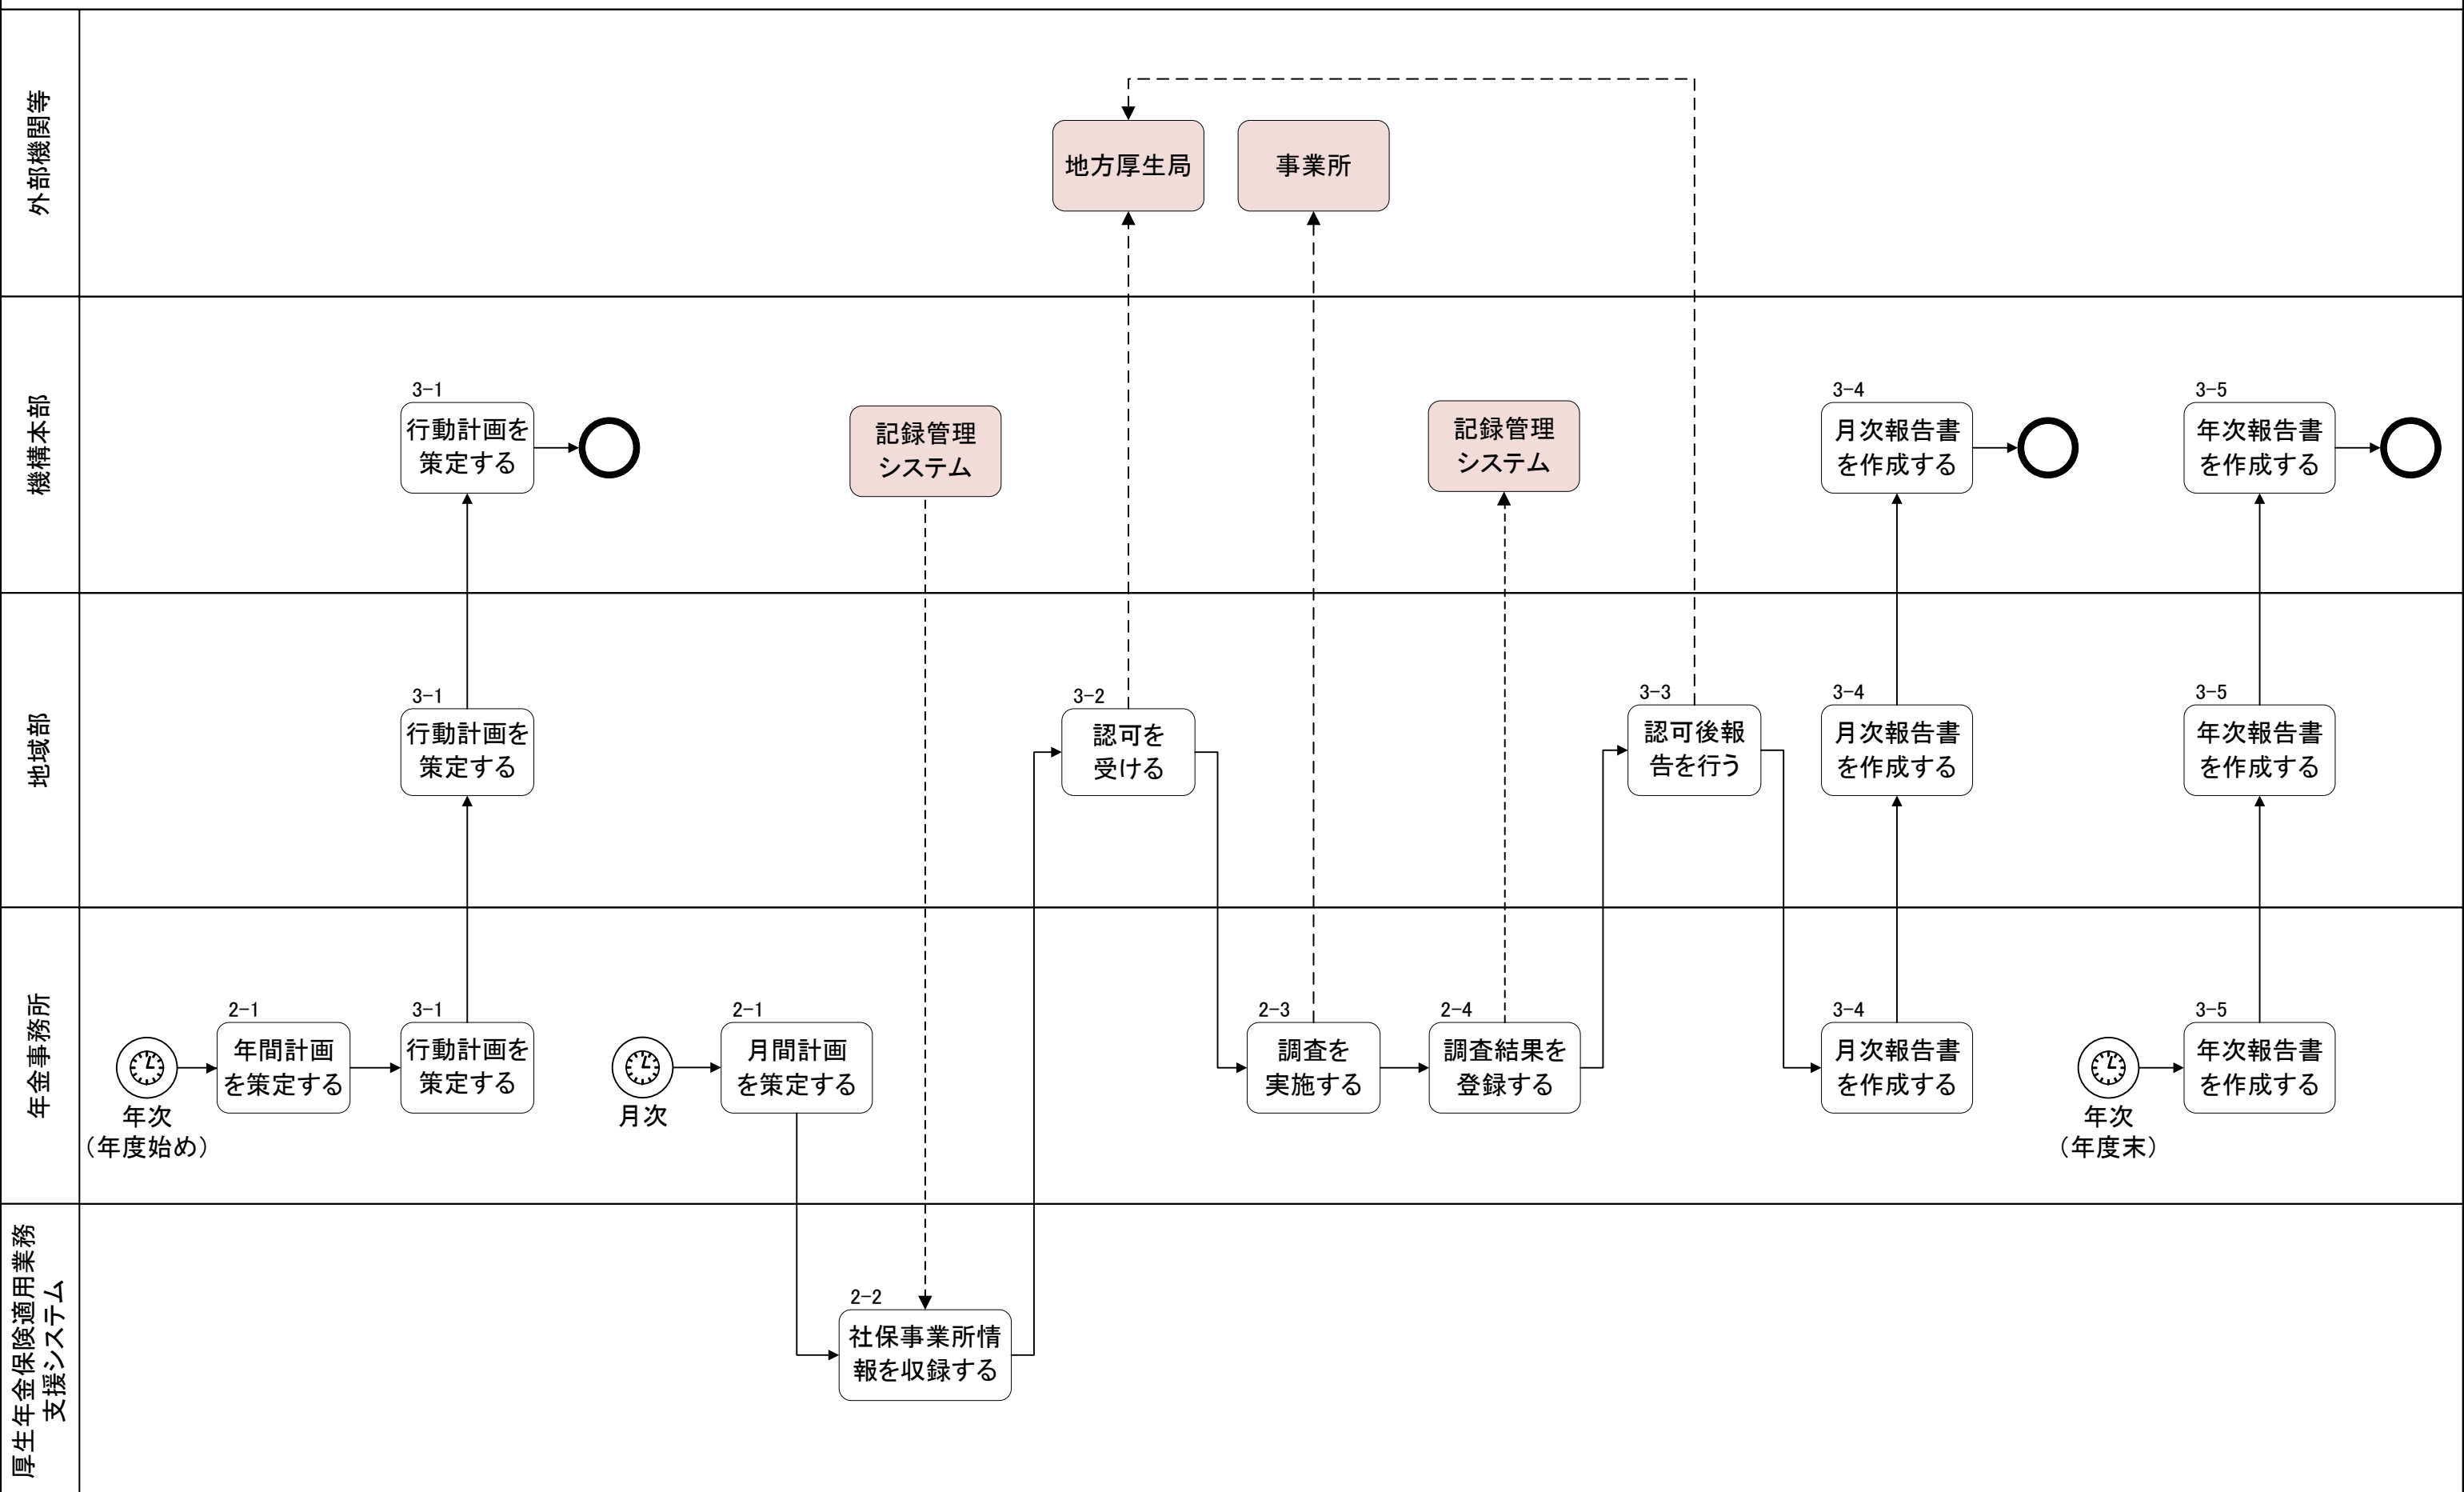 外部機関等
地方厚生局
事業所
機構本部
3-1
行動計画を
策定する
記録管理
システム
記録管理
システム
3-4
月次報告書
を作成する
3-5
年次報告書
を作成する
地域部
3-1
行動計画を
策定する
3-2
認可を
受ける
3-3
認可後報
告を行う
3-4
月次報告書
を作成する
3-5
年次報告書
を作成する
年金事務所
年次
(年度始め)
2-1
年間計画
を策定する
3-1
行動計画を
策定する
月次
2-1
月間計画
を策定する
2-3
調査を
実施する
2-4
調査結果を
登録する
3-4
月次報告書
を作成する
年次
(年度末)
3-5
年次報告書
を作成する
厚生年金保険適用業務
支援システム
2-2
社保事業所情
報を収録する